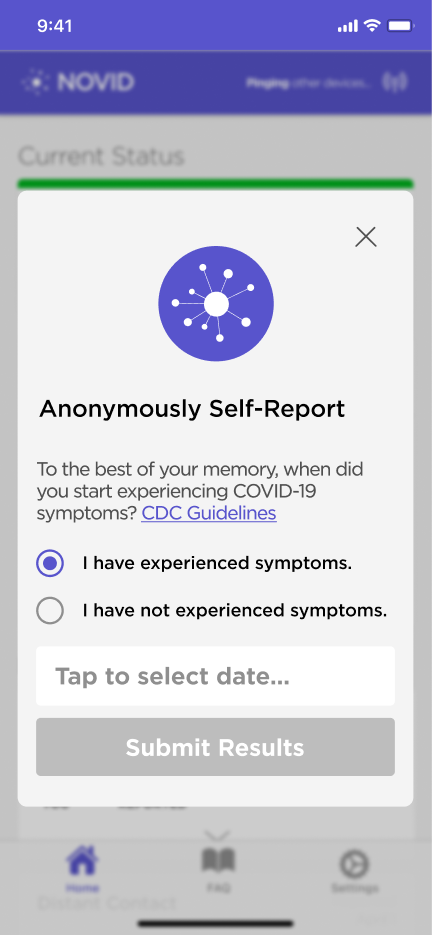 9:41
NOVID
Pinging other devices...
Current Status
Anonymously Self-Report
To the best of your memory, when did
you start experiencing COVID-19
symptoms? CDC Guidelines
I have experienced symptoms.
I have not experienced symptoms.
Tap to select date...
Submit Results
Home
FAQ
Settings
Distant Contact